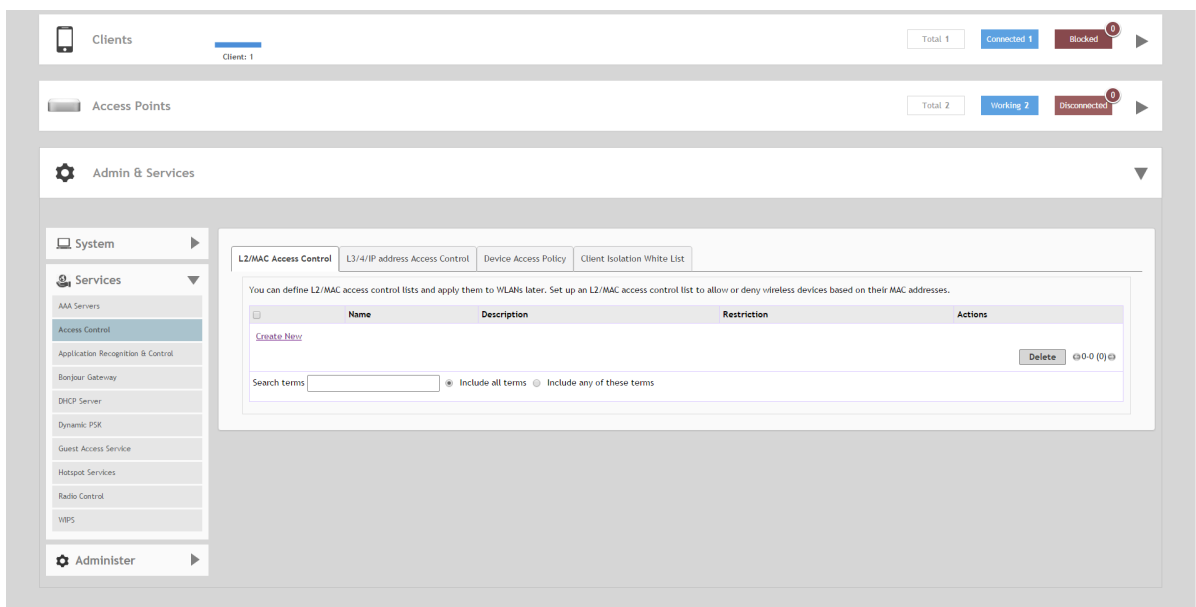 Clients
Client: 1
Total 1
Connected 1
Blocked
0
Access Points
Total 2
Working 2
Disconnected
0
Admin & Services
System
Services
AAA Servers
Access Control
Application Recognition & Control
Bonjour Gateway
DHCP Server
Dynamic PSK
Guest Access Service
Hotspot Services
Radio Control
WIPS
Administer
L2/MAC Access Control L3/4/IP address Access Control Device Access Policy Client Isolation White List
You can define L2/MAC access control lists and apply them to WLANs later. Set up an L2/MAC access control list to allow or deny wireless devices based on their MAC addresses.
Name Description Restriction Actions
Create New
Delete 0-0 (0)
Search terms Include all terms Include any of these terms